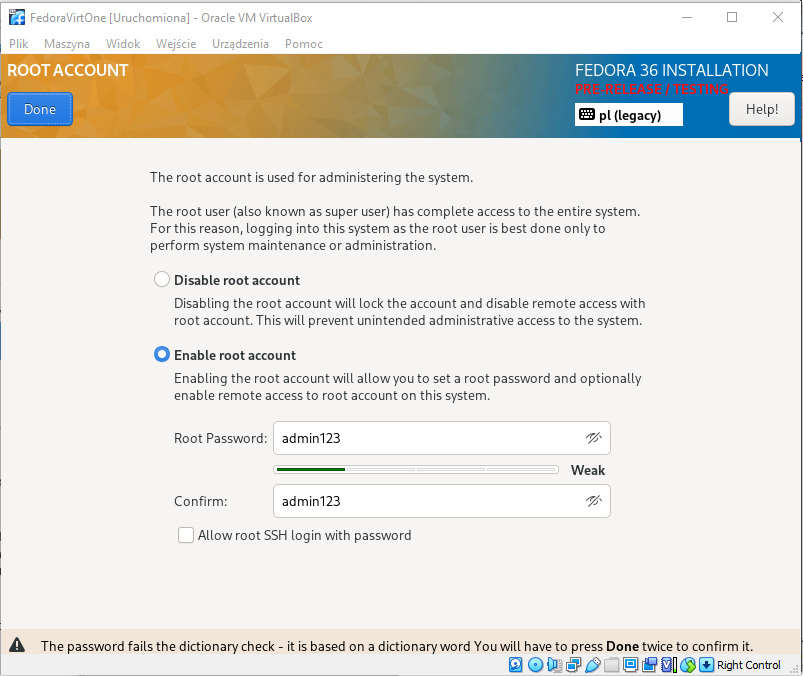 FedoraVirtOne [Uruchomiona] - Oracle VM VirtualBox
Plik Maszyna Widok Wejście Urządzenia Pomoc
ROOT ACCOUNT
FEDORA 36 INSTALLATION
PRE-RELEASE / TESTING
Done
pl (legacy)
Help!
The root account is used for administering the system.
The root user (also known as super user) has complete access to the entire system.
For this reason, logging into this system as the root user is best done only to
perform system maintenance or administration.
Disable root account
Disabling the root account will lock the account and disable remote access with
root account. This will prevent unintended administrative access to the system.
Enable root account
Enabling the root account will allow you to set a root password and optionally
enable remote access to root account on this system.
Root Password: admin123
Weak
Confirm: admin123
Allow root SSH login with password
The password fails the dictionary check - it is based on a dictionary word You will have to press Done twice to confirm it.
Right Control